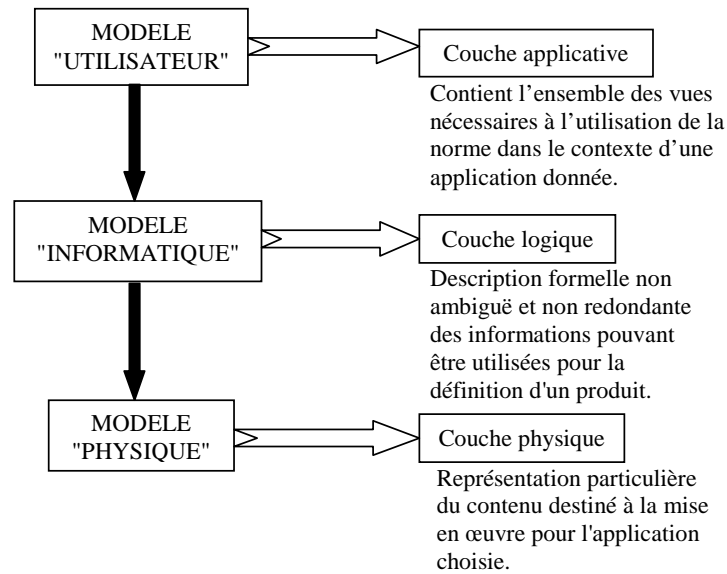 MODELE
"UTILISATEUR"
Couche applicative
Contient l’ensemble des vues
nécessaires à l’utilisation de la
norme dans le contexte d’une
application donnée.
MODELE
"INFORMATIQUE"
Couche logique
Description formelle non
ambiguë et non redondante
des informations pouvant
être utilisées pour la
définition d'un produit.
MODELE
"PHYSIQUE"
Couche physique
Représentation particulière
du contenu destiné à la mise
en œuvre pour l'application
choisie.